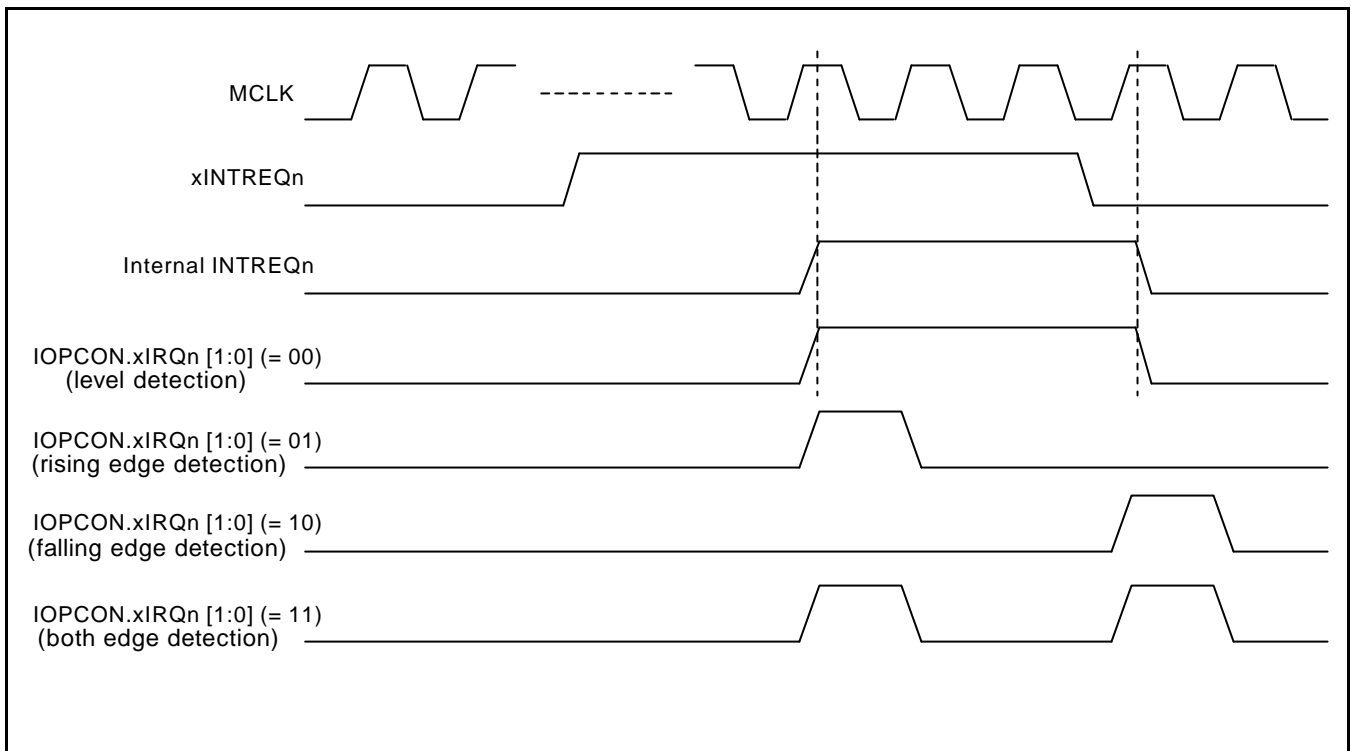 MCLK
xINTREQn
Internal INTREQn
IOPCON.xIRQn [1:0] (= 00)
(level detection)
IOPCON.xIRQn [1:0] (= 01)
(rising edge detection)
IOPCON.xIRQn [1:0] (= 10)
(falling edge detection)
IOPCON.xIRQn [1:0] (= 11)
(both edge detection)